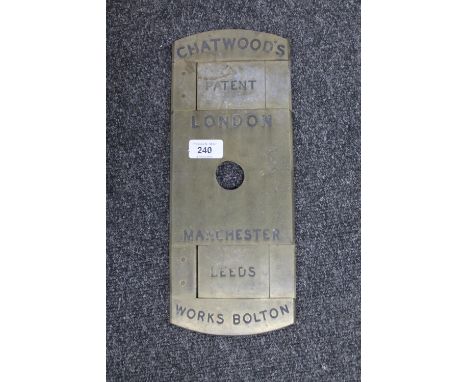 CHATWOOD'S
PATENT
LONDON
240
MANCHESTER
LEEDS
WORKS BOLTON